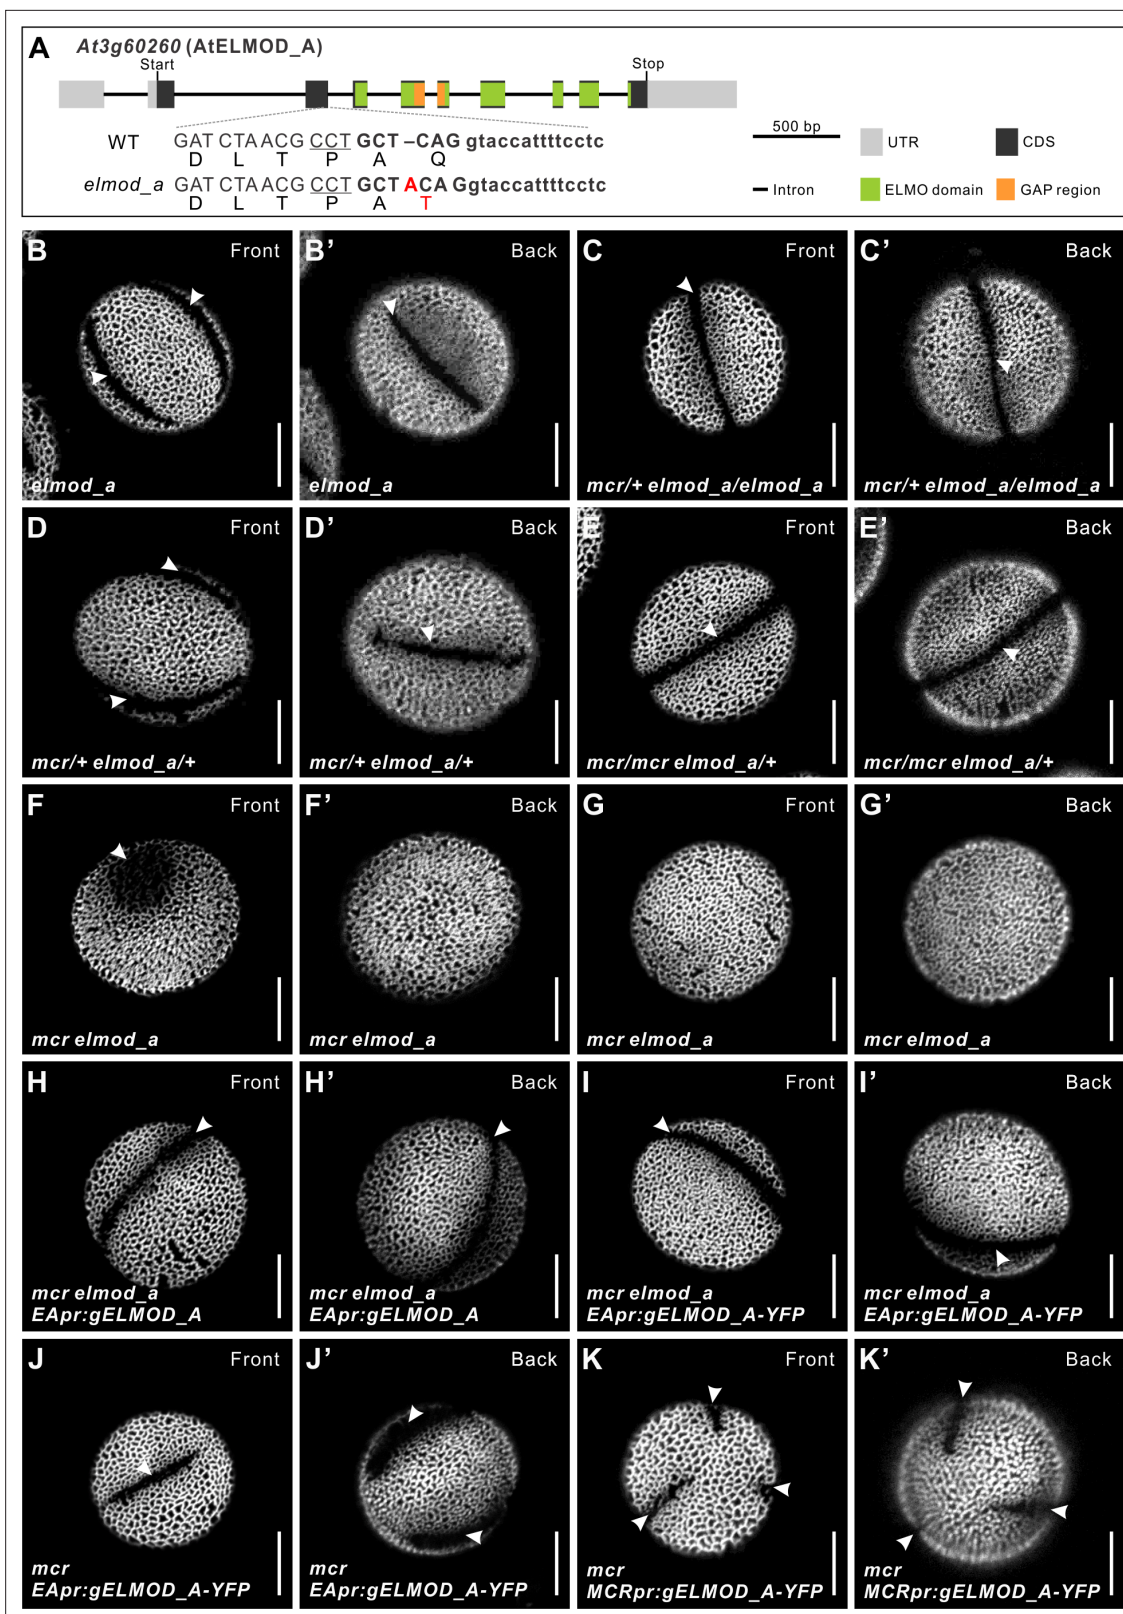 A At3g60260 (AtELMOD_A)
Start Stop
WT GAT CTAACG CCT GCT –CAG gtaccattttcctc
D L T P A Q
elmod_a GAT CTAACG CCT GCT ACA Ggtaccattttcctc
D L T P A T
500 bp
UTR CDS
Intron ELMO domain GAP region
B Front B’ Back C Front C’ Back
elmod_a elmod_a mcr/+ elmod_a/elmod_a mcr/+ elmod_a/elmod_a
D Front D’ Back E Front E’ Back
mcr/+ elmod_a/+ mcr/+ elmod_a/+ mcr/mcr elmod_a/+ mcr/mcr elmod_a/+
F Front F’ Back G Front G’ Back
mcr elmod_a mcr elmod_a mcr elmod_a mcr elmod_a
H Front H’ Back I Front I’ Back
mcr elmod_a mcr elmod_a mcr elmod_a mcr elmod_a
EApr:gELMOD_A EApr:gELMOD_A EApr:gELMOD_A-YFP EApr:gELMOD_A-YFP
J Front J’ Back K Front K’ Back
mcr mcr mcr mcr
EApr:gELMOD_A-YFP EApr:gELMOD_A-YFP MCRpr:gELMOD_A-YFP MCRpr:gELMOD_A-YFP